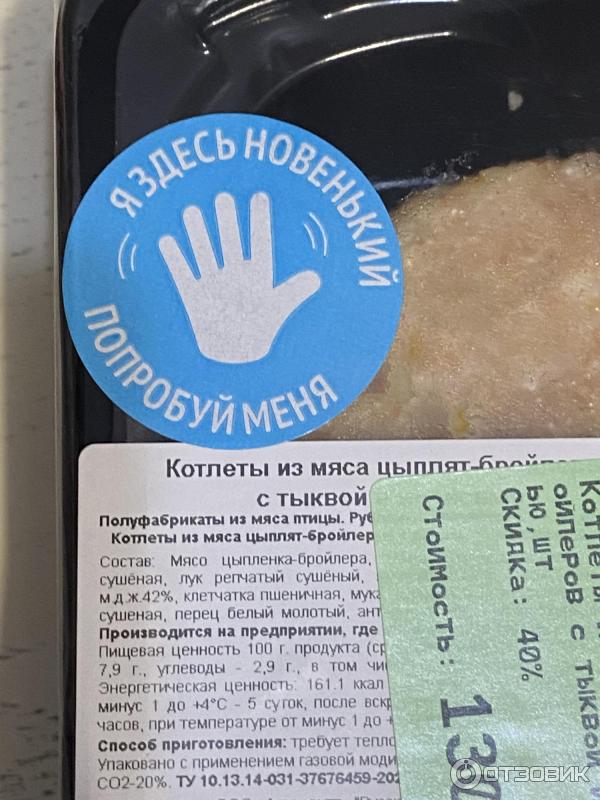 Я ЗДЕСЬ НОВЕНЬКИЙ
ПОПРОБУЙ МЕНЯ
Котлеты из мяса цыплят-бройле
с тыквой
Полуфабрикаты из мяса птицы. Руб
Котлеты из мяса цыплят-бройлер
Состав: Мясо цыпленка-бройлера,
сушёная, лук репчатый сушёный,
м.д.ж.42%, клетчатка пшеничная, мука
сушеная, перец белый молотый, ант
Производится на предприятии, где
Пищевая ценность 100 г. продукта (ср
7,9 г., углеводы - 2,9 г., в том чи
Энергетическая ценность: 161.1 ккал
минус 1 до +4°С - 5 суток, после вскр
часов, при температуре от минус 1 до +
Способ приготовления: требует тепло
Упаковано с применением газовой моди
СО2-20%. ТУ 10.13.14-031-37676459-202
Котлеты
ойлеров с тыквой
ью,шт
Скидка: 40%
Стоимость: 130
ОТЗОВИК